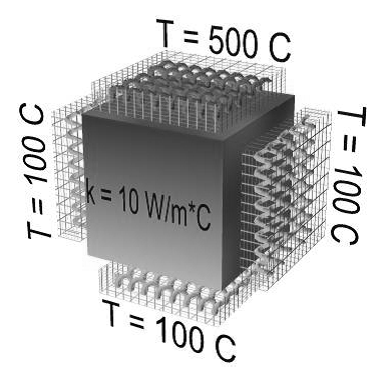 T = 500 C
T = 100 C
T = 100 C
k = 10 W/m*C
T = 100 C